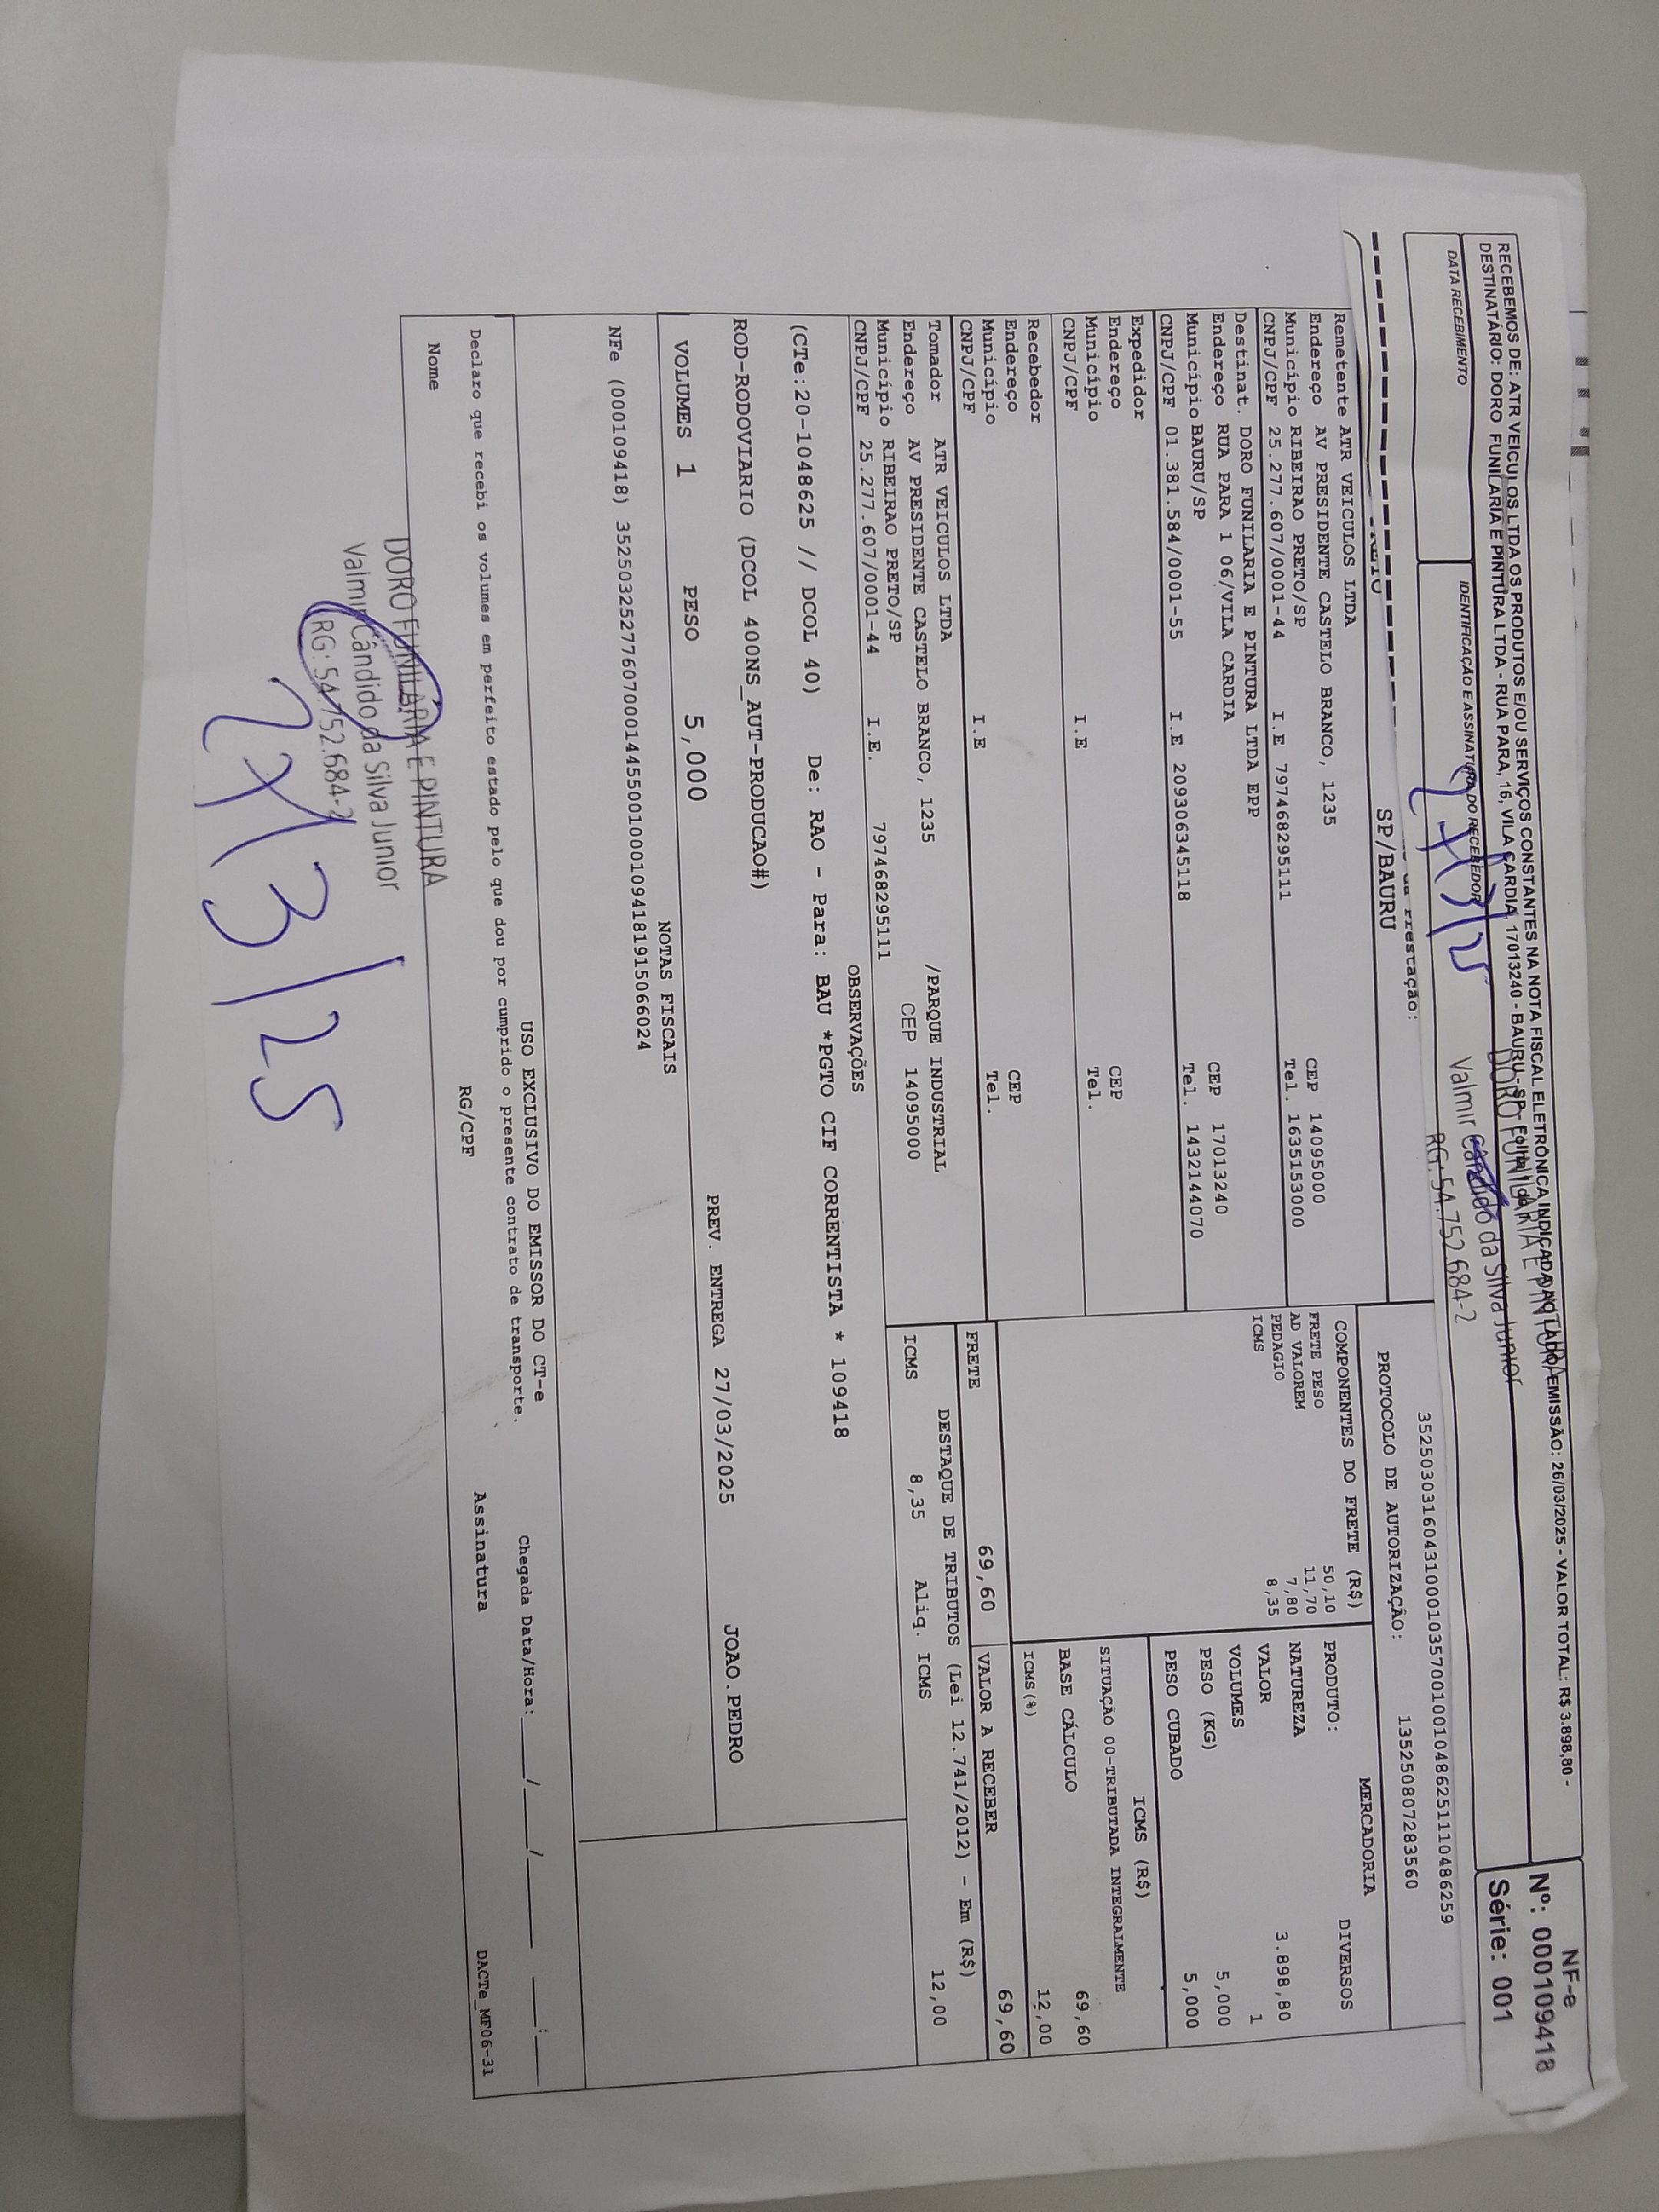 RECEBEMOS DE: ATR VEICULOS LTDA OS PRODUTOS E/OU SERVIÇOS CONSTANTES NA NOTA FISCAL ELETRÔNICA INDICADA AO LADO. EMISSÃO: 26/03/2025 - VALOR TOTAL: R$ 3.898,80 -
DESTINATÁRIO: DORO FUNILARIA E PINTURA LTDA - RUA PARA, 16, VILA CARDIA, 17013240 - BAURU - SP -
NF-e
Nº: 000109418
Série: 001
DATA RECEBIMENTO
IDENTIFICAÇÃO E ASSINATURA DO RECEBEDOR
27/3/25
DORO FUNILARIA E PINTURA
Valmir Cândido da Silva Junior
RG: 54.752.684-2
da Prestação:
SP/BAURU
35250303160431000103570010010486251110486259
PROTOCOLO DE AUTORIZAÇÃO: 135250807283560
Remetente ATR VEICULOS LTDA
Endereço AV PRESIDENTE CASTELO BRANCO, 1235 CEP 14095000
Município RIBEIRAO PRETO/SP Tel. 1635153000
CNPJ/CPF 25.277.607/0001-44 I.E 797468295111
Destinat. DORO FUNILARIA E PINTURA LTDA EPP
Endereço RUA PARA 1 06/VILA CARDIA CEP 17013240
Município BAURU/SP Tel. 1432144070
CNPJ/CPF 01.381.584/0001-55 I.E 209306345118
Expedidor
Endereço CEP
Município Tel.
CNPJ/CPF I.E
Recebedor
Endereço CEP
Município Tel.
CNPJ/CPF I.E
Tomador ATR VEICULOS LTDA
Endereço AV PRESIDENTE CASTELO BRANCO, 1235 /PARQUE INDUSTRIAL
Município RIBEIRAO PRETO/SP CEP 14095000
CNPJ/CPF 25.277.607/0001-44 I.E. 797468295111
COMPONENTES DO FRETE (R$)
FRETE PESO 50,10
AD VALOREM 11,70
PEDAGIO 7,80
ICMS 8,35
MERCADORIA
PRODUTO: DIVERSOS
NATUREZA
VALOR 3.898,80
VOLUMES 1
PESO (KG) 5,000
PESO CUBADO 5,000
ICMS (R$)
SITUAÇÃO 00-TRIBUTADA INTEGRALMENTE
BASE CÁLCULO 69,60
ICMS(%) 12,00
FRETE 69,60
VALOR A RECEBER 69,60
DESTAQUE DE TRIBUTOS (Lei 12.741/2012) - Em (R$)
ICMS 8,35 Aliq. ICMS 12,00
OBSERVAÇÕES
(CTe:20-1048625 // DCOL 40) De: RAO - Para: BAU *PGTO CIF CORRENTISTA * 109418
ROD-RODOVIARIO (DCOL 400NS_AUT-PRODUCAO#)
VOLUMES 1 PESO 5,000 PREV. ENTREGA 27/03/2025 JOAO.PEDRO
NOTAS FISCAIS
NFe (000109418) 35250325277607000144550010001094181915066024
USO EXCLUSIVO DO EMISSOR DO CT-e
Declaro que recebi os volumes em perfeito estado pelo que dou por cumprido o presente contrato de transporte. Chegada Data/Hora: ____/____/____ ___:___
Nome RG/CPF Assinatura DACTe_MF06-31
DORO FUNILARIA E PINTURA
Valmir Cândido da Silva Junior
RG: 54.752.684-2
27/3/25